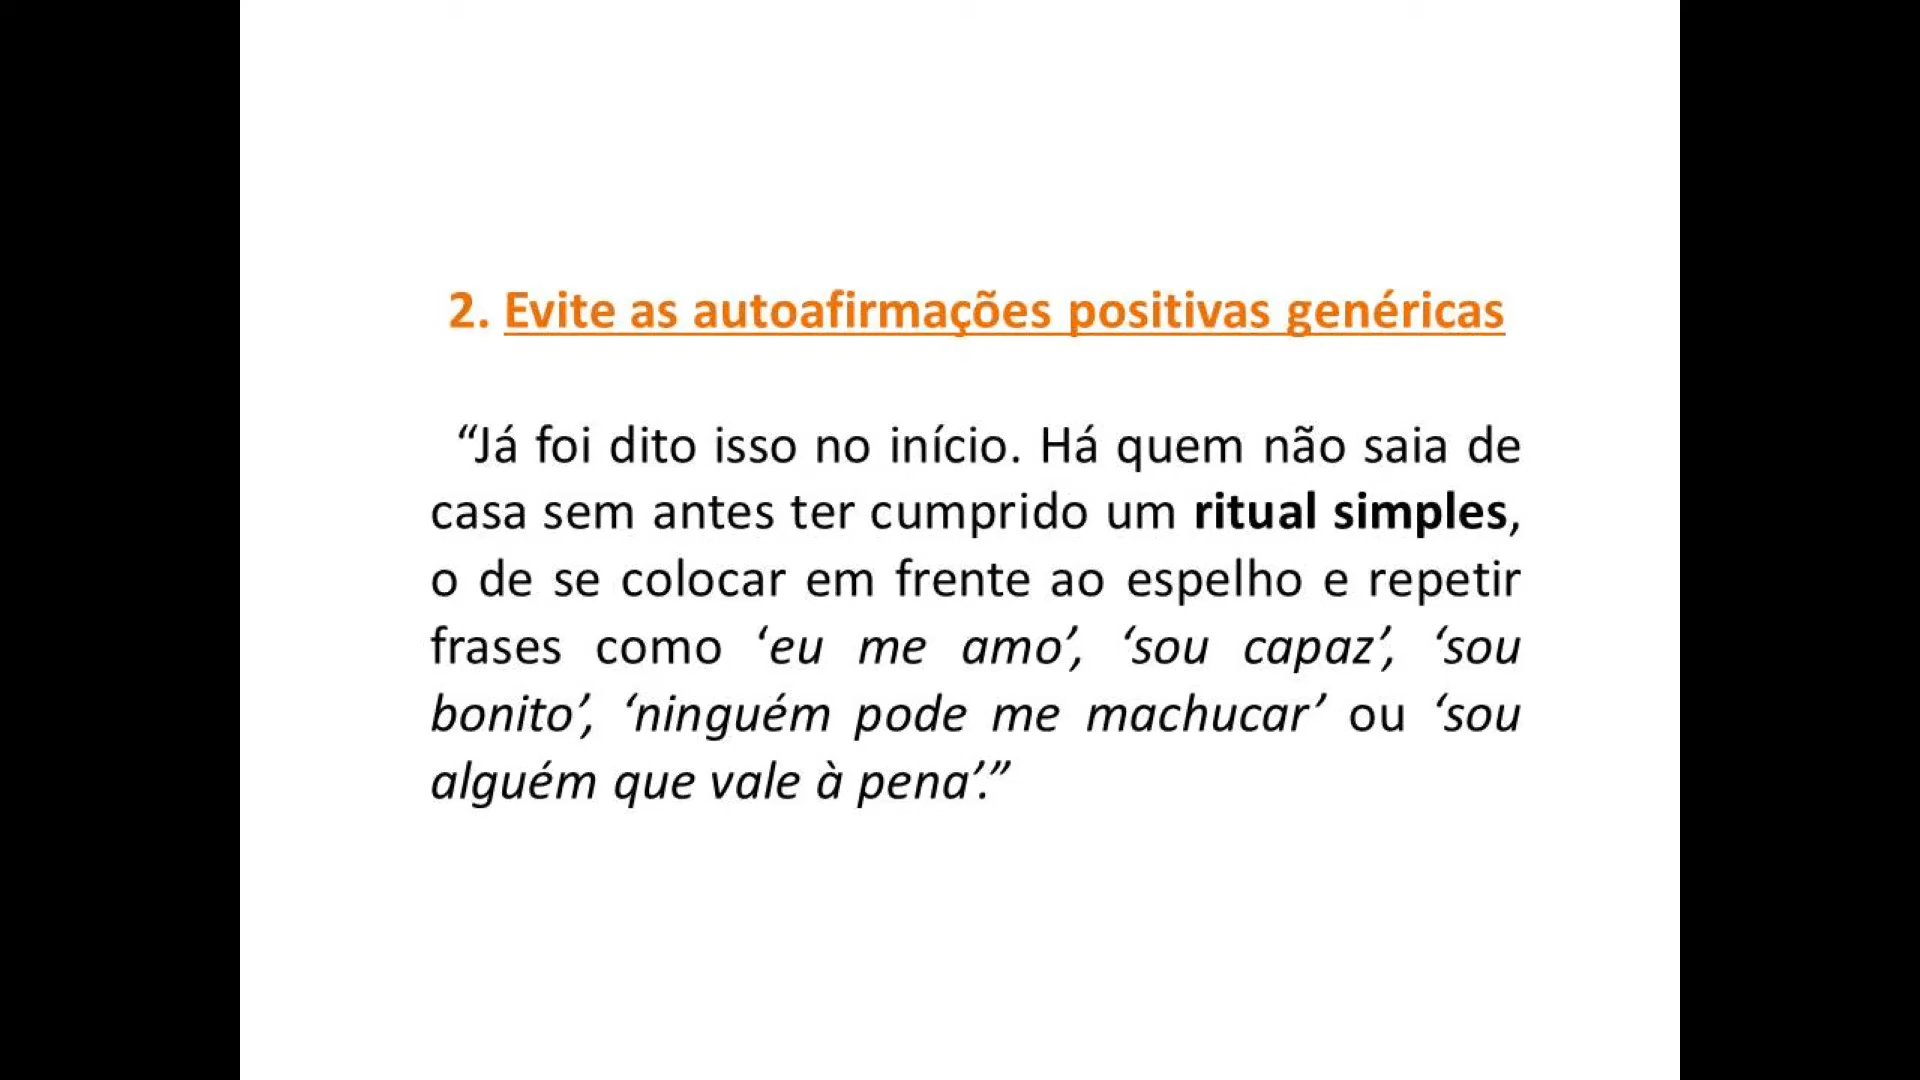 2. Evite as autoafirmações positivas genéricas
“Já foi dito isso no início. Há quem não saia de
casa sem antes ter cumprido um ritual simples,
o de se colocar em frente ao espelho e repetir
frases como ‘eu me amo’, ‘sou capaz’, ‘sou
bonito’, ‘ninguém pode me machucar’ ou ‘sou
alguém que vale à pena’.”